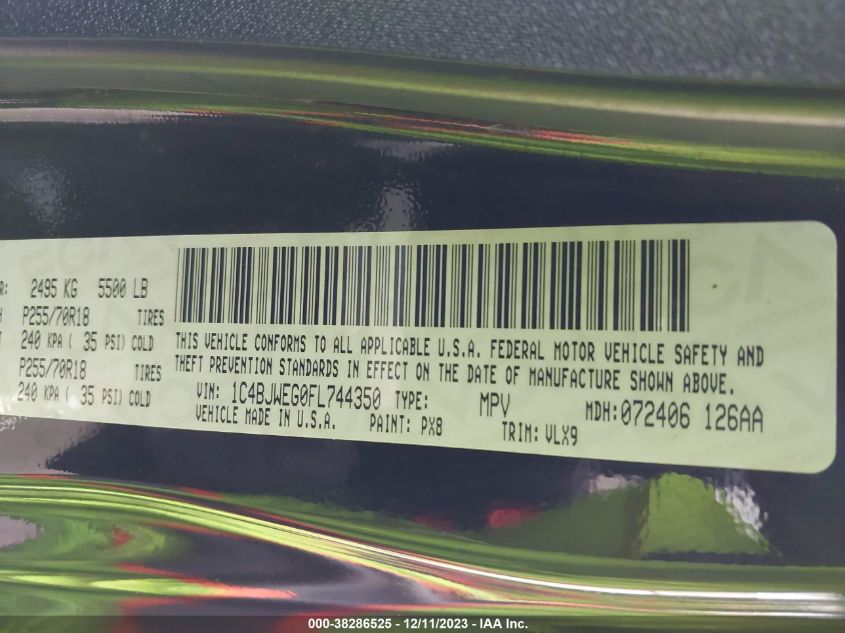 R: 2495 KG 5500 LB
P255/70R18 TIRES
240 KPA ( 35 PSI) COLD
P255/70R18 TIRES
240 KPA ( 35 PSI) COLD
THIS VEHICLE CONFORMS TO ALL APPLICABLE U.S.A. FEDERAL MOTOR VEHICLE SAFETY AND
THEFT PREVENTION STANDARDS IN EFFECT ON THE DATE OF MANUFACTURE SHOWN ABOVE.
VIN: 1C4BJWEG0FL744350 TYPE: MPV MDH:072406 126AA
VEHICLE MADE IN U.S.A. PAINT: PX8 TRIM: VLX9
000-38286525 - 12/11/2023 - IAA Inc.